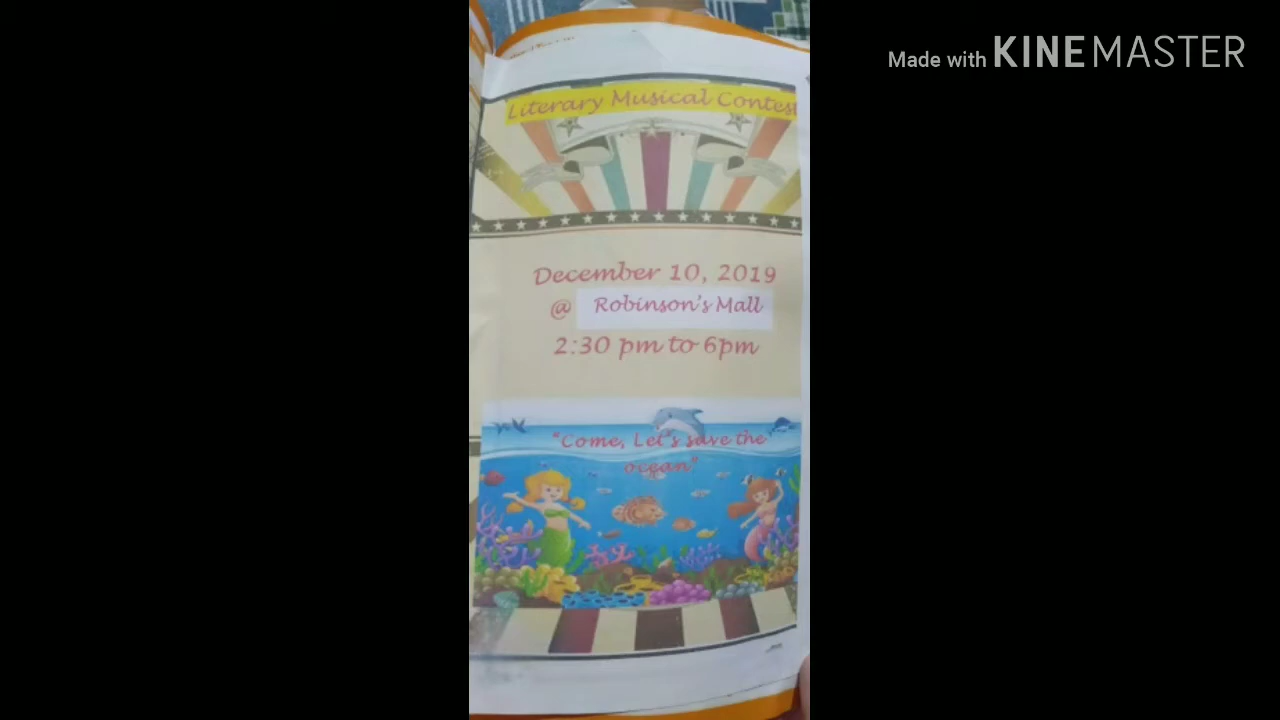 Made with KINEMASTER
Literary Musical Contest
December 10, 2019
@ Robinson's Mall
2:30 pm to 6pm
"Come, Let's save the
ocean"